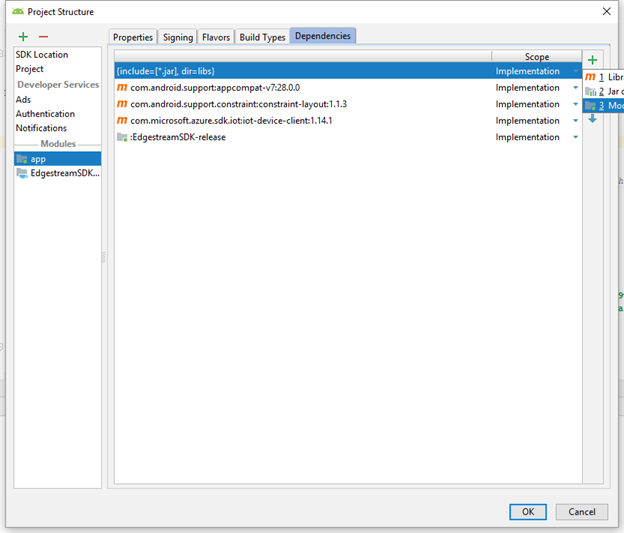 Project Structure
Properties
Signing
Flavors
Build Types
Dependencies
SDK Location
Project
Developer Services
Ads
Authentication
Notifications
Modules
app
EdgestreamSDK...
Scope
{include=[*.jar], dir=libs} Implementation
m com.android.support:appcompat-v7:28.0.0 Implementation
m com.android.support.constraint:constraint-layout:1.1.3 Implementation
m com.microsoft.azure.sdk.iot:iot-device-client:1.14.1 Implementation
:EdgestreamSDK-release Implementation
m 1 Libr
2 Jar d
3 Mod
OK
Cancel